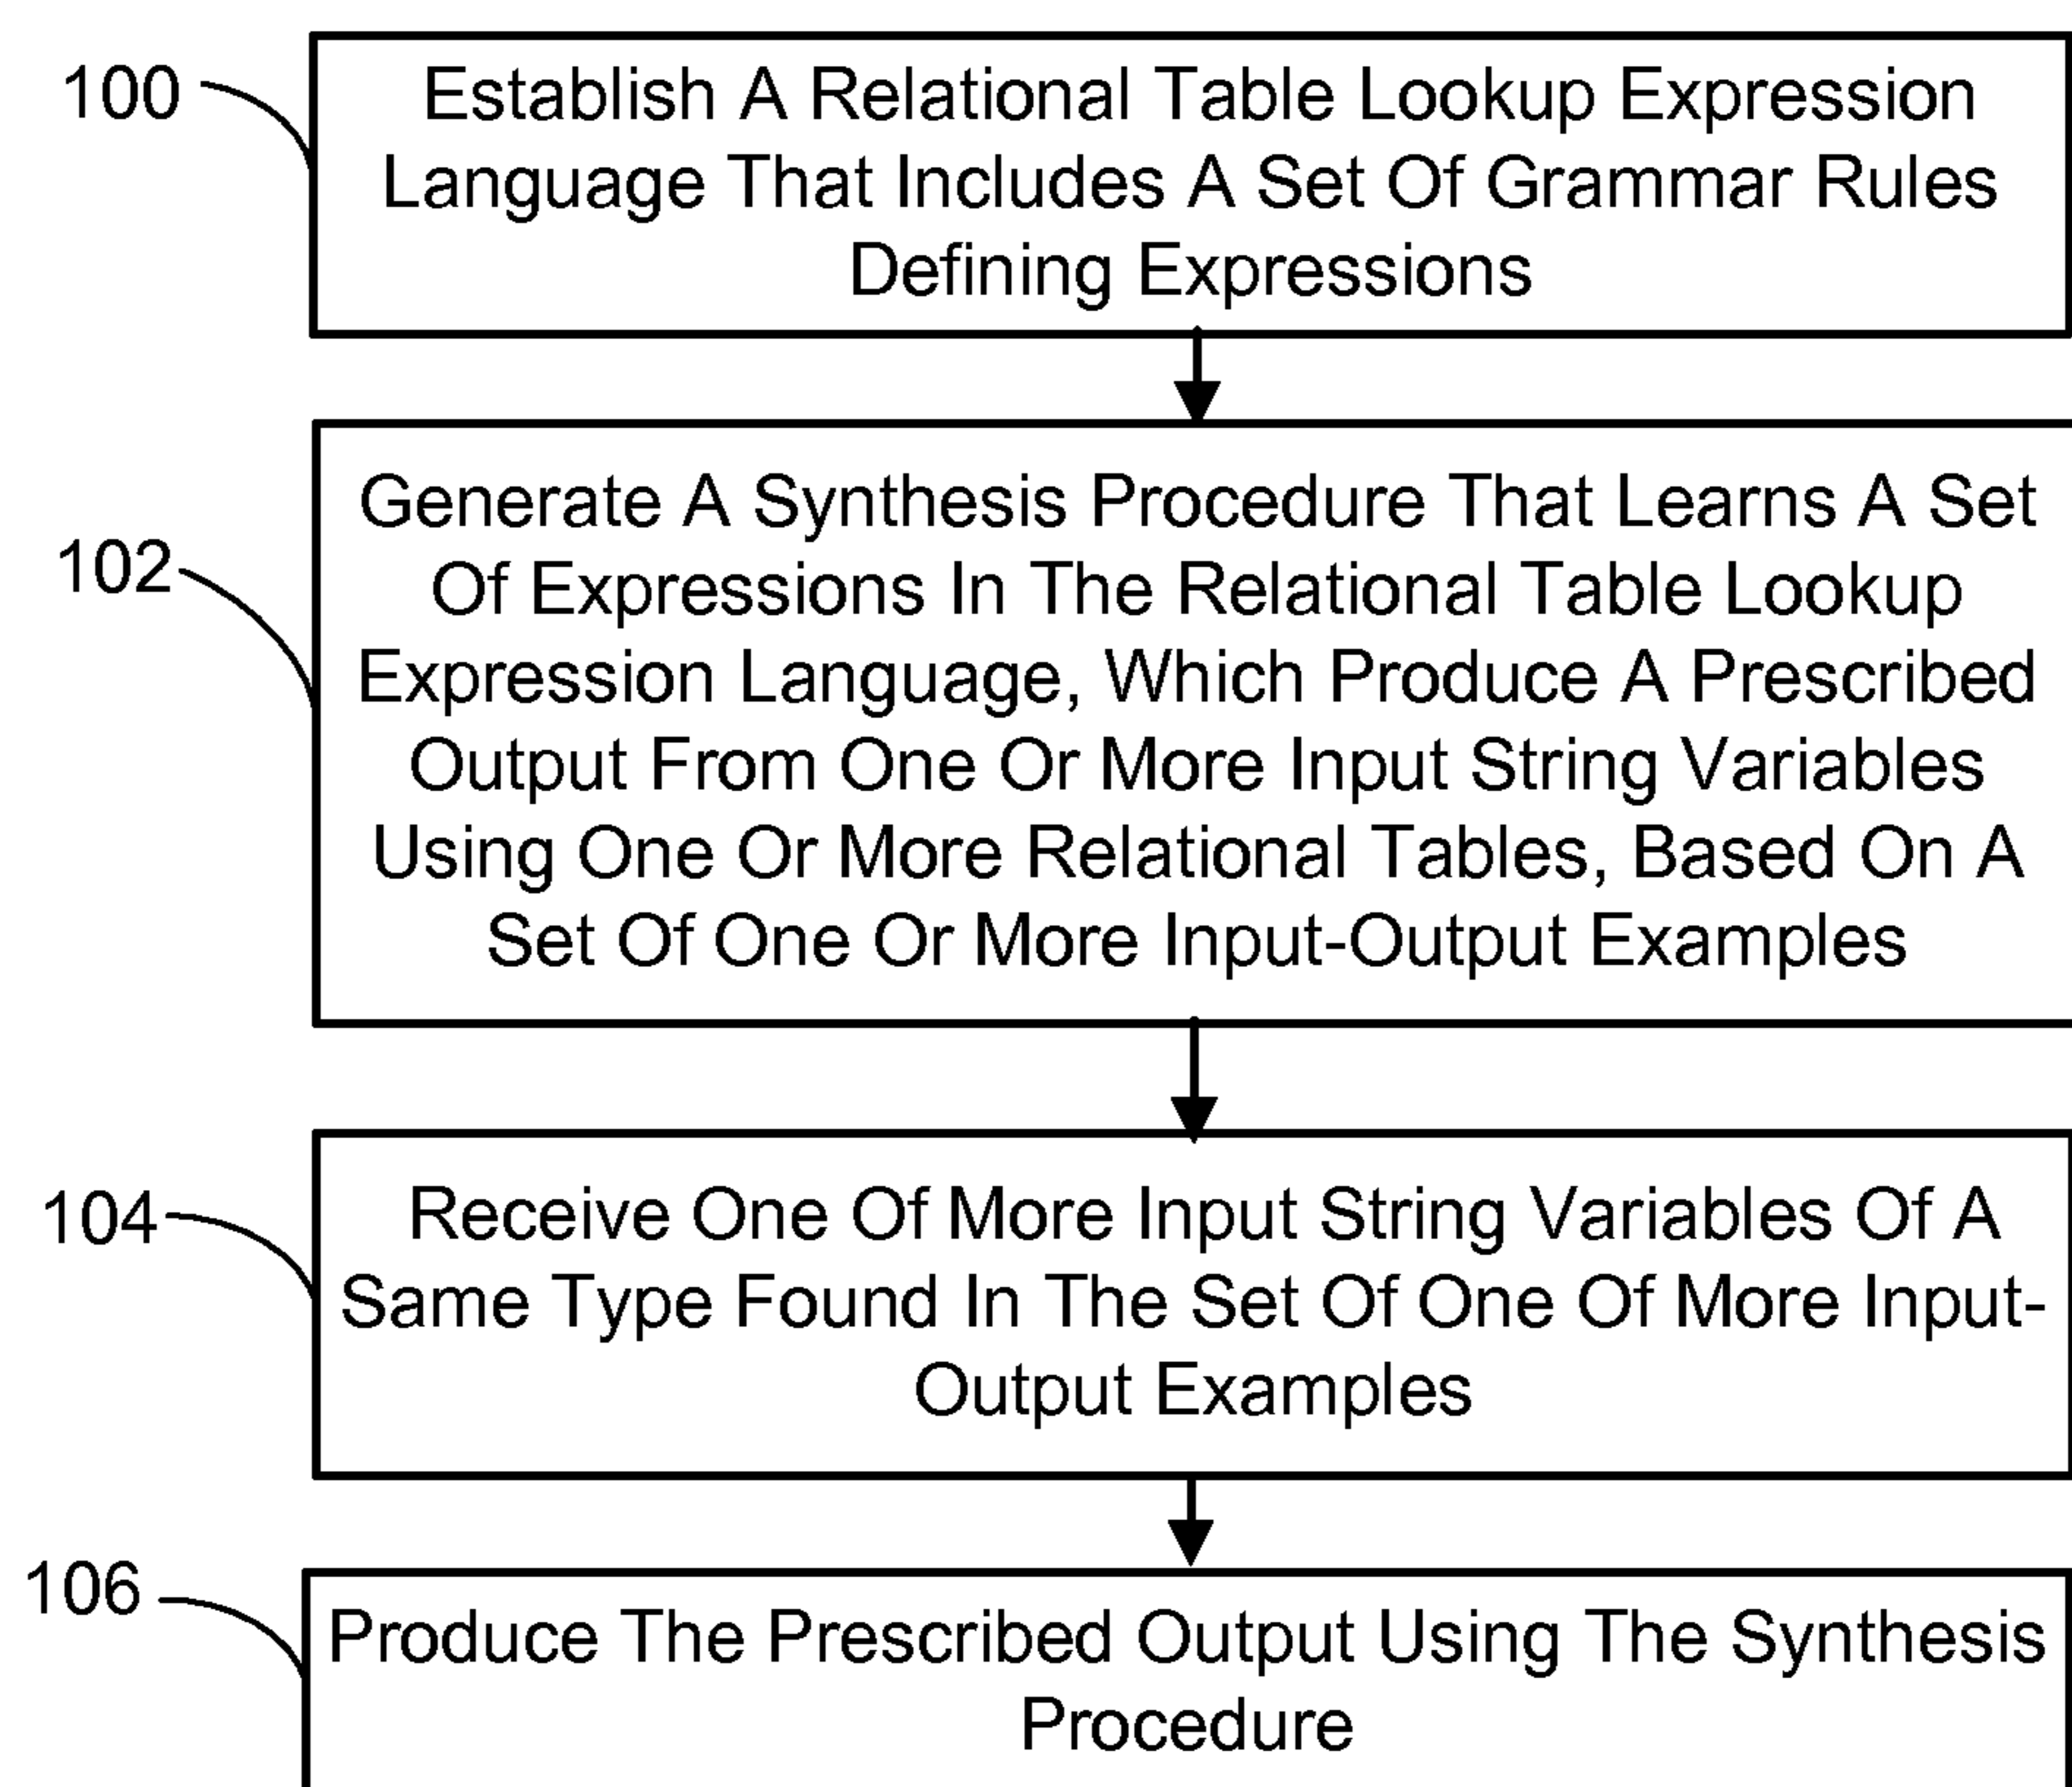 100
Establish A Relational Table Lookup Expression
Language That Includes A Set Of Grammar Rules
Defining Expressions
102
Generate A Synthesis Procedure That Learns A Set
Of Expressions In The Relational Table Lookup
Expression Language, Which Produce A Prescribed
Output From One Or More Input String Variables
Using One Or More Relational Tables, Based On A
Set Of One Or More Input-Output Examples
104
Receive One Of More Input String Variables Of A
Same Type Found In The Set Of One Of More Input-
Output Examples
106
Produce The Prescribed Output Using The Synthesis
Procedure